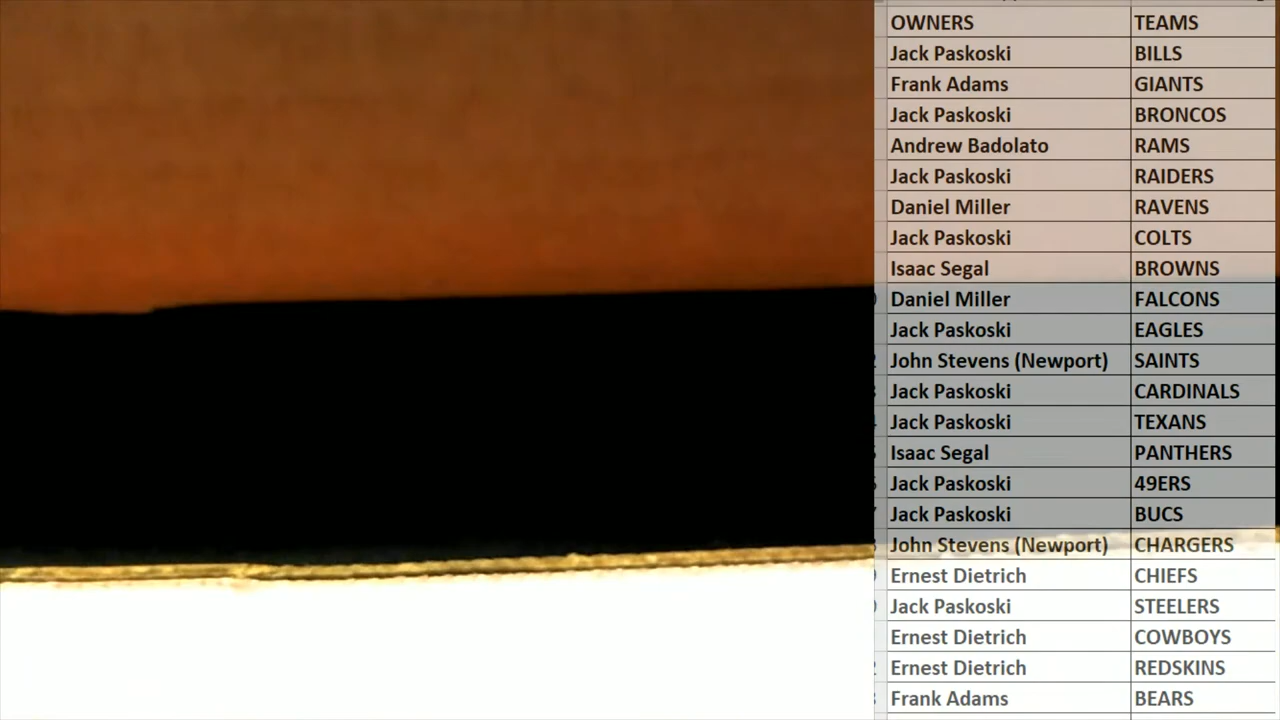 OWNERS TEAMS
Jack Paskoski BILLS
Frank Adams GIANTS
Jack Paskoski BRONCOS
Andrew Badolato RAMS
Jack Paskoski RAIDERS
Daniel Miller RAVENS
Jack Paskoski COLTS
Isaac Segal BROWNS
Daniel Miller FALCONS
Jack Paskoski EAGLES
John Stevens (Newport) SAINTS
Jack Paskoski CARDINALS
Jack Paskoski TEXANS
Isaac Segal PANTHERS
Jack Paskoski 49ERS
Jack Paskoski BUCS
John Stevens (Newport) CHARGERS
Ernest Dietrich CHIEFS
Jack Paskoski STEELERS
Ernest Dietrich COWBOYS
Ernest Dietrich REDSKINS
Frank Adams BEARS